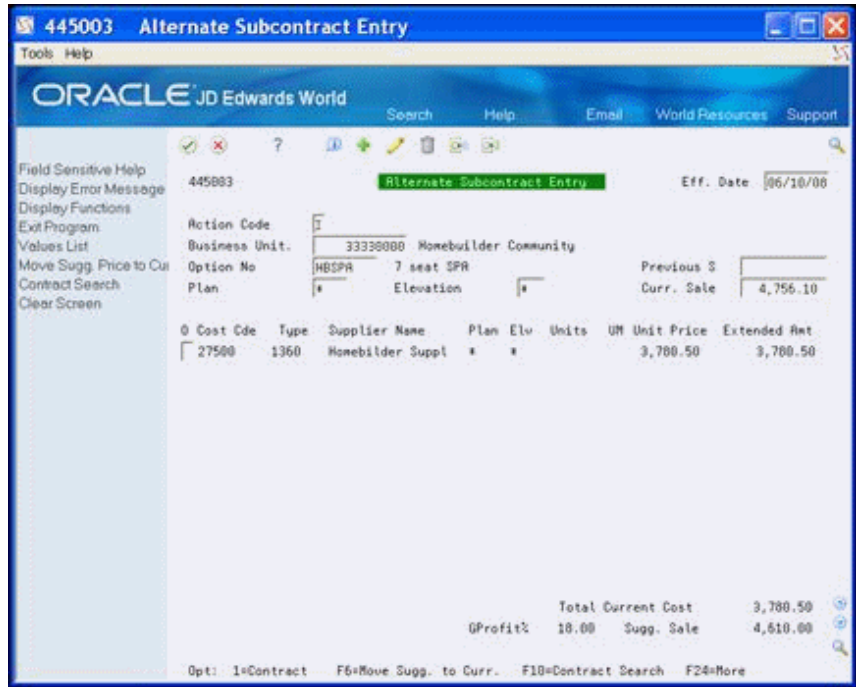 445003 Alternate Subcontract Entry
Tools Help
ORACLE JD Edwards World
Search Help Email World Resources Support
?
Field Sensitive Help
Display Error Message
Display Functions
Exit Program
Values List
Move Sugg. Price to Cur
Contract Search
Clear Screen
445003 Alternate Subcontract Entry Eff. Date 06/10/08
Action Code I
Business Unit. 33330000 Homebuilder Community
Option No HBSPA 7 seat SPA Previous S
Plan * Elevation * Curr. Sale 4,756.10
O Cost Cde Type Supplier Name Plan Elv Units UM Unit Price Extended Amt
27500 1360 Homebilder Suppl * * 3,780.50 3,780.50
Total Current Cost 3,780.50
GProfit% 18.00 Sugg. Sale 4,610.00
Opt: 1=Contract F6=Move Sugg. to Curr. F10=Contract Search F24=More